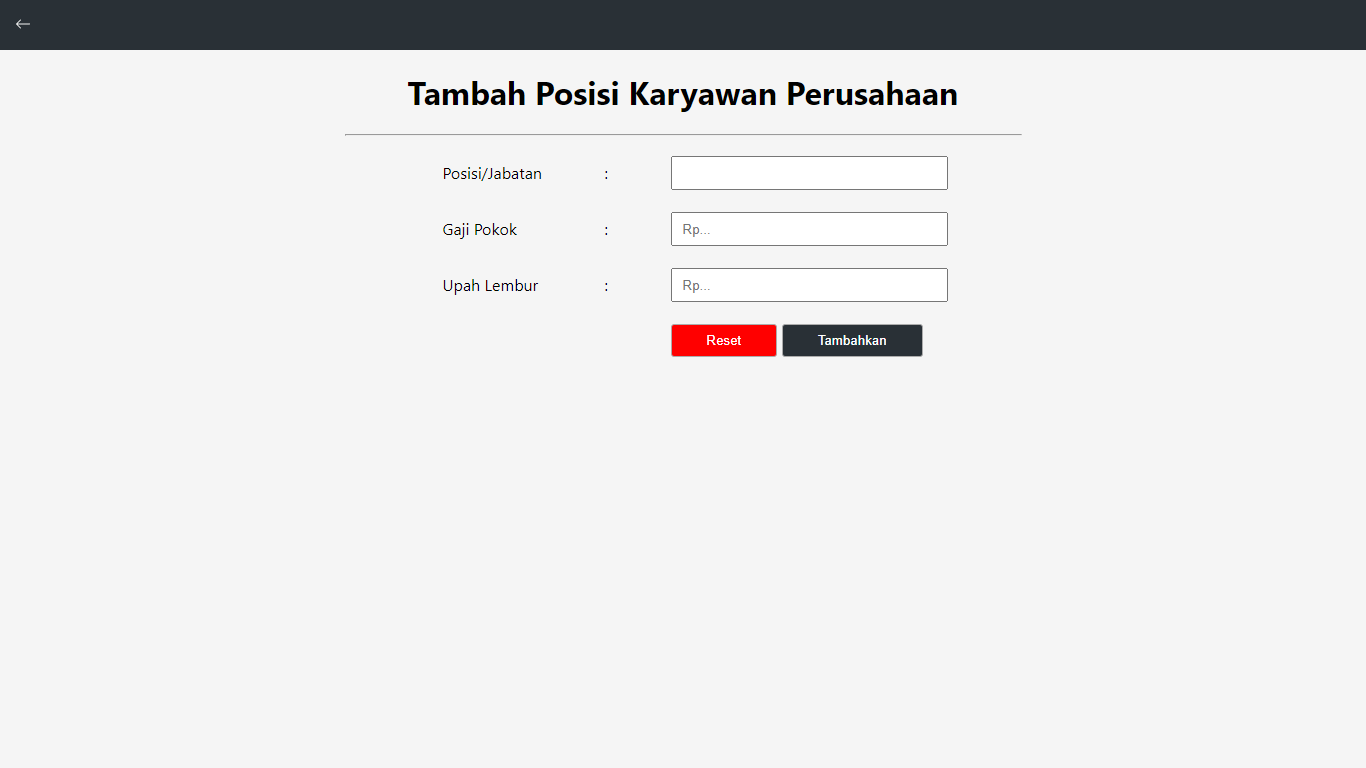 Tambah Posisi Karyawan Perusahaan
Posisi/Jabatan :
Gaji Pokok : Rp...
Upah Lembur : Rp...
Reset Tambahkan